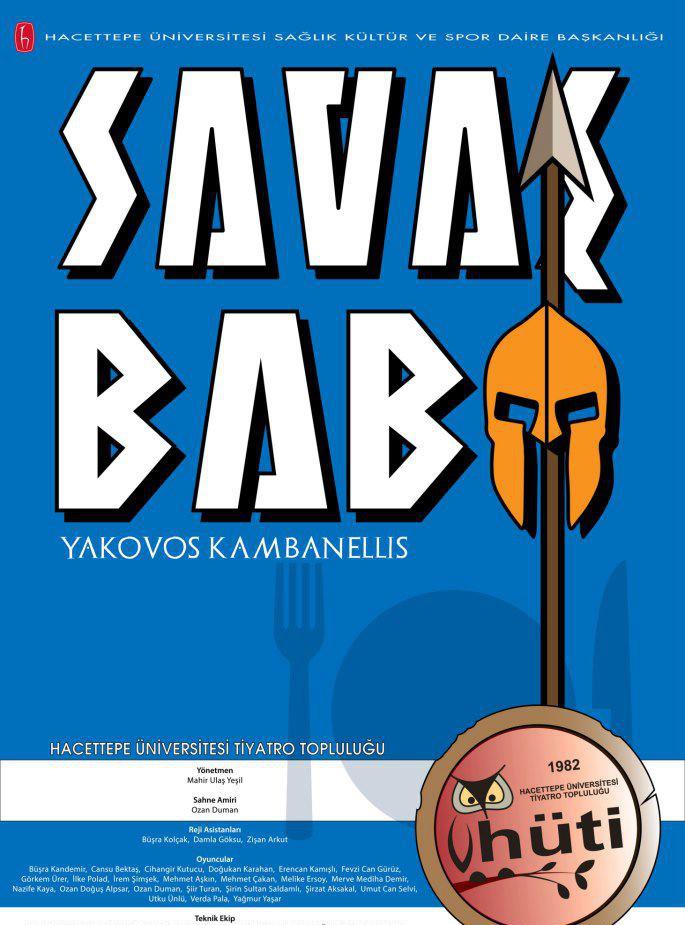 HACETTEPE ÜNİVERSİTESİ SAĞLIK KÜLTÜR VE SPOR DAİRE BAŞKANLIĞI
SAVAŞ
BABA
YAKOVOS KAMBANELLIS
HACETTEPE ÜNİVERSİTESİ TİYATRO TOPLULUĞU
Yönetmen
Mahir Ulaş Yeşil
Sahne Amiri
Ozan Duman
Reji Asistanları
Büşra Kolçak, Damla Göksu, Zişan Arkut
Oyuncular
Büşra Kandemir, Cansu Bektaş, Cihangir Kutucu, Doğukan Karahan, Erencan Kamışlı, Fevzi Can Gürüz,
Görkem Ürer, İlke Polad, İrem Şimşek, Mehmet Aşkın, Mehmet Çakan, Melike Ersoy, Merve Mediha Demir,
Nazife Kaya, Ozan Doğuş Alpsar, Ozan Duman, Şiir Turan, Şirin Sultan Saldamlı, Şirzat Aksakal, Umut Can Selvi,
Utku Ünlü, Verda Pala, Yağmur Yaşar
Teknik Ekip
1982
HACETTEPE ÜNİVERSİTESİ
TİYATRO TOPLULUĞU
hüti